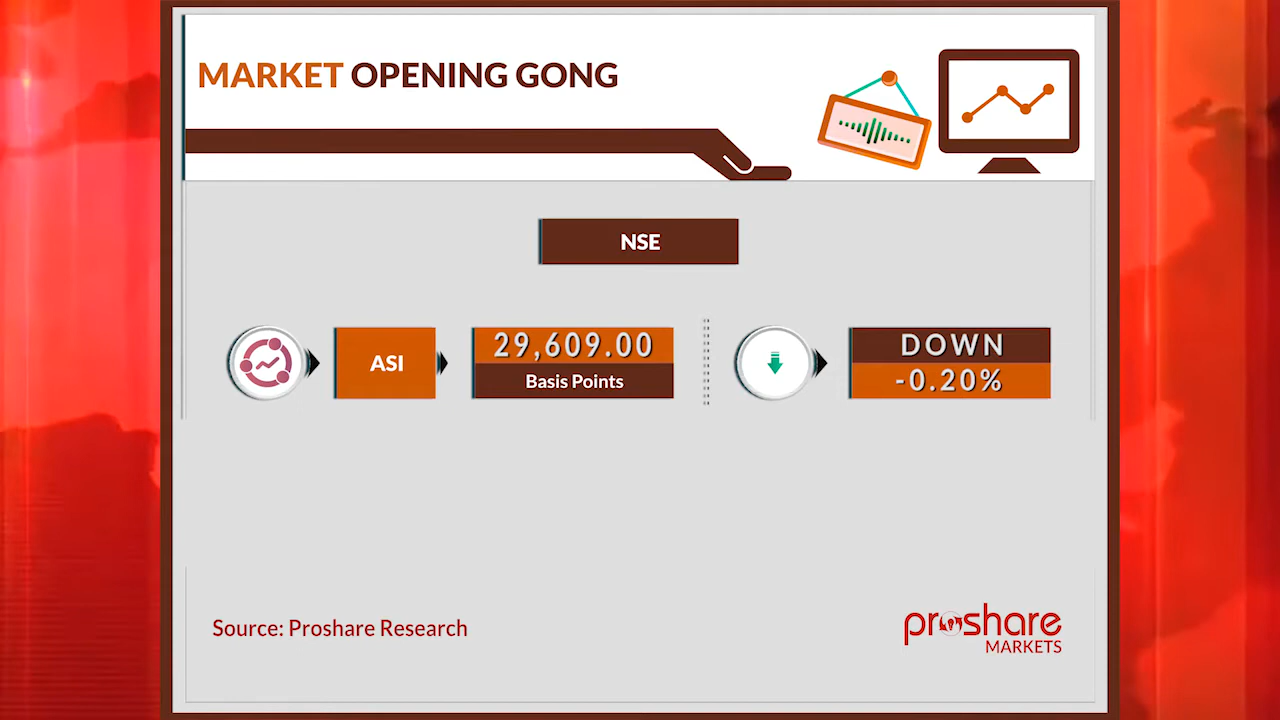 MARKET OPENING GONG
NSE
ASI
29,609.00
Basis Points
DOWN
-0.20%
Source: Proshare Research
proshare
MARKETS